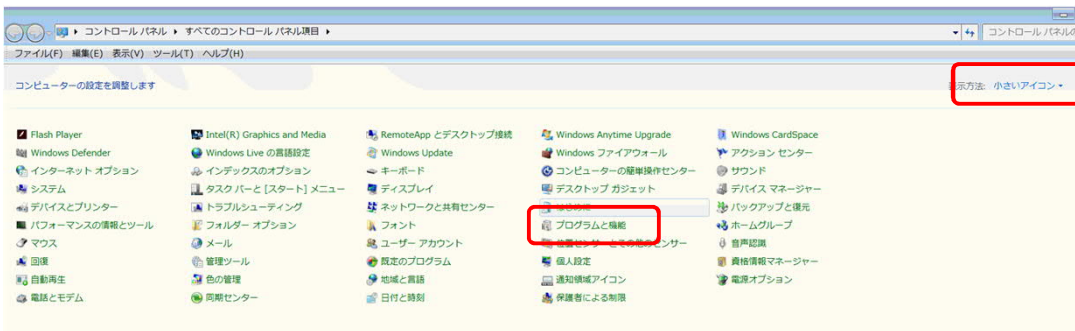 コントロール パネル ▸ すべてのコントロール パネル項目 ▸
コントロール パネルの
ファイル(F) 編集(E) 表示(V) ツール(T) ヘルプ(H)
コンピューターの設定を調整します
表示方法: 小さいアイコン
Flash Player Intel(R) Graphics and Media RemoteApp とデスクトップ接続 Windows Anytime Upgrade Windows CardSpace
Windows Defender Windows Live の言語設定 Windows Update Windows ファイアウォール アクション センター
インターネット オプション インデックスのオプション キーボード コンピューターの簡単操作センター サウンド
システム タスク バーと [スタート] メニュー ディスプレイ デスクトップ ガジェット デバイス マネージャー
デバイスとプリンター トラブルシューティング ネットワークと共有センター はじめに バックアップと復元
パフォーマンスの情報とツール フォルダー オプション フォント プログラムと機能 ホームグループ
マウス メール ユーザー アカウント 位置センサーとその他のセンサー 音声認識
回復 管理ツール 既定のプログラム 個人設定 資格情報マネージャー
自動再生 色の管理 地域と言語 通知領域アイコン 電源オプション
電話とモデム 同期センター 日付と時刻 保護者による制限